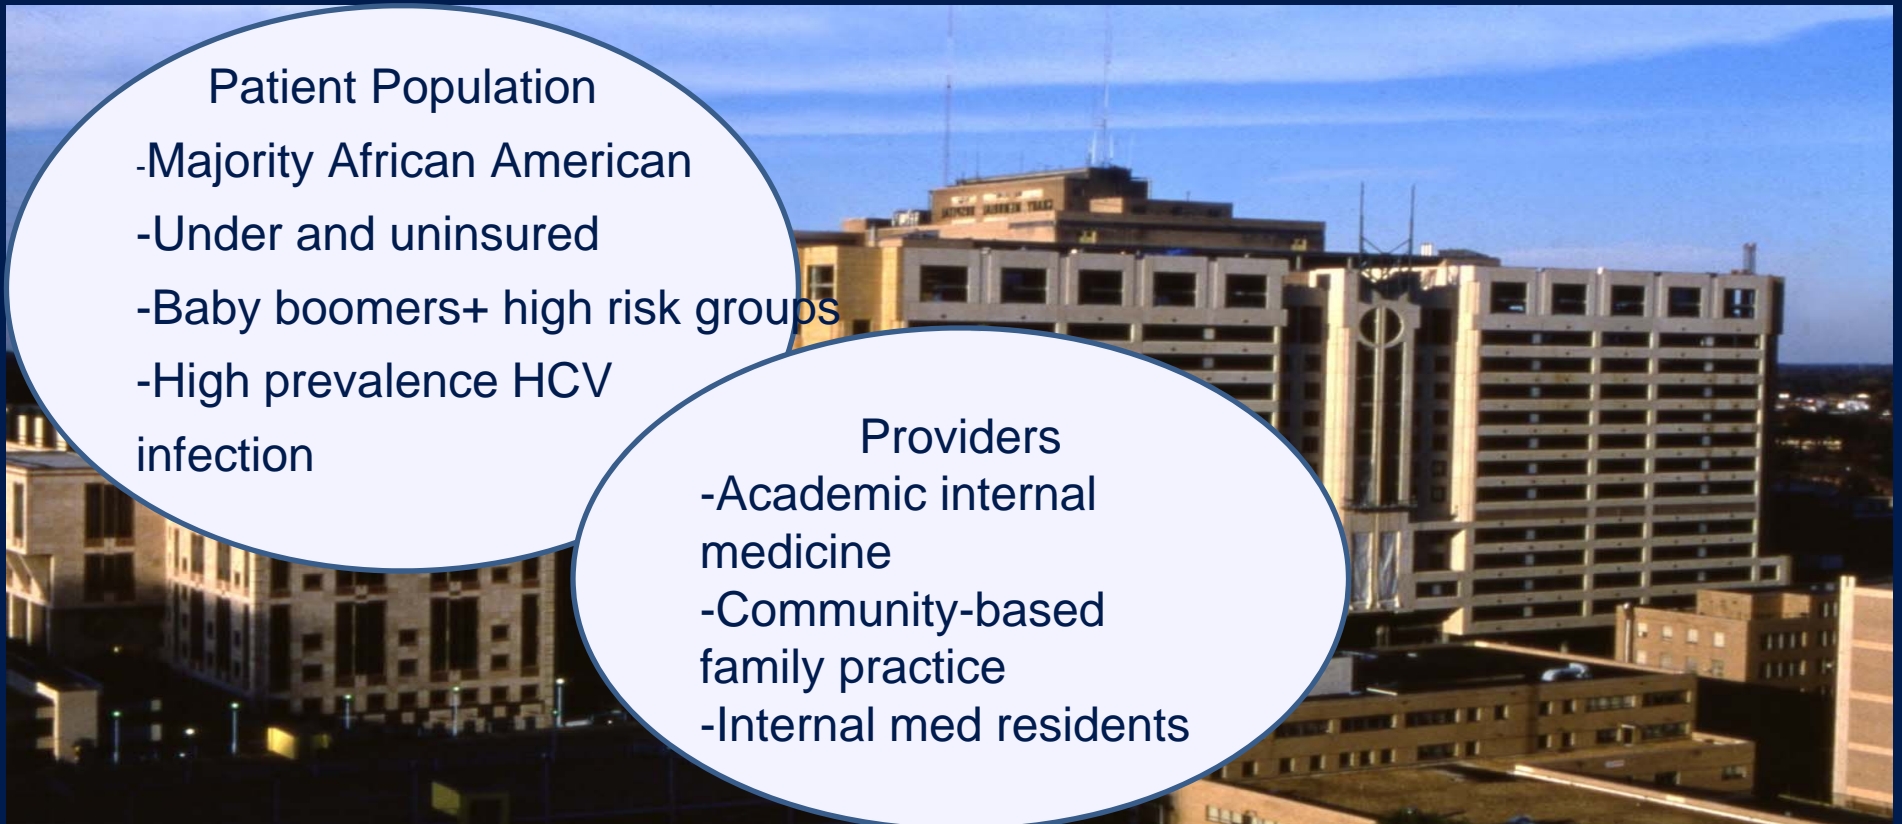 Patient Population
-Majority African American
-Under and uninsured
-Baby boomers+ high risk groups
-High prevalence HCV
infection
Providers
-Academic internal
medicine
-Community-based
family practice
-Internal med residents